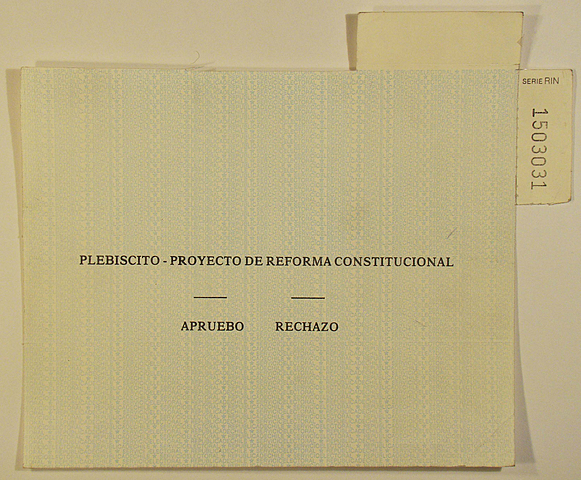 SERIE RIN
1503031
PLEBISCITO - PROYECTO DE REFORMA CONSTITUCIONAL
APRUEBO RECHAZO